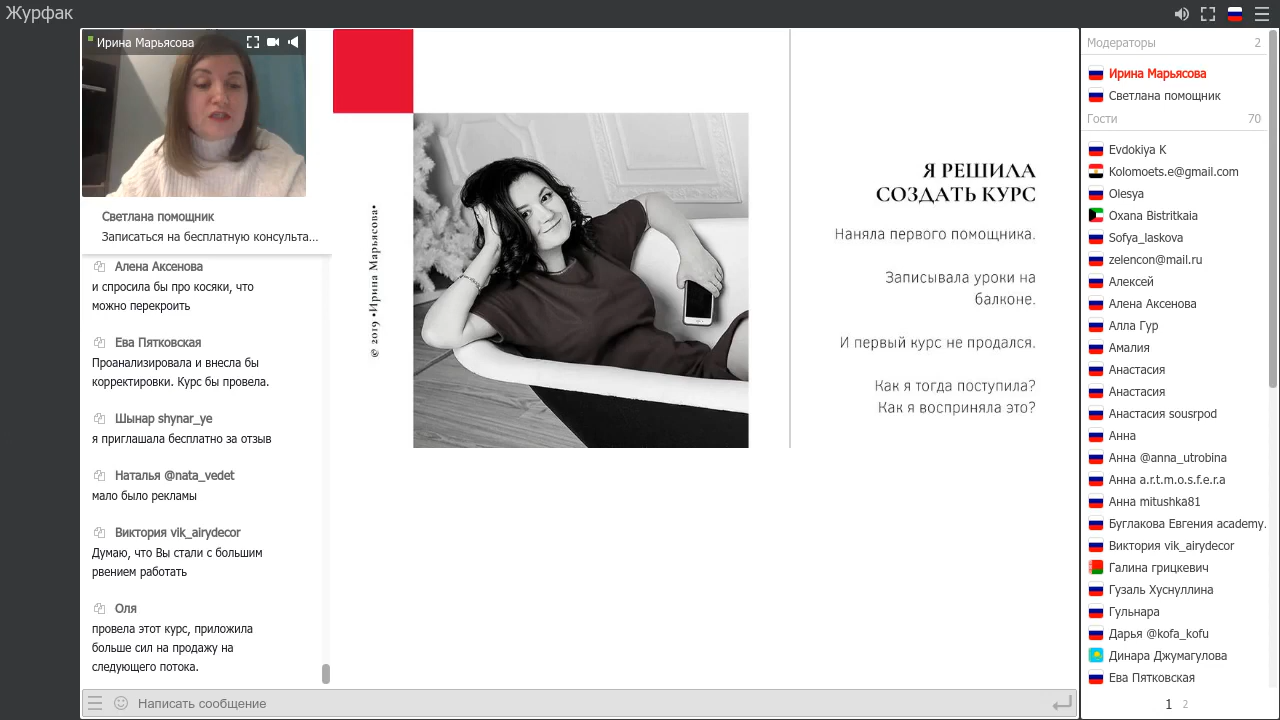 Журфак
Ирина Марьясова
Светлана помощник
Записаться на бесплатную консульта...
Алена Аксенова
и спросила бы про косяки, что
можно перекроить
Ева Пятковская
Проанализировала и внесла бы
корректировки. Курс бы провела.
Шынар shynar_ye
я приглашала бесплатно за отзыв
Наталья @nata_vedet
мало было рекламы
Виктория vik_airydecor
Думаю, что Вы стали с большим
рвением работать
Оля
провела этот курс, приложила
больше сил на продажу на
следующего потока.
Написать сообщение
© 2019 •Ирина Марьясова•
Я РЕШИЛА
СОЗДАТЬ КУРС
Наняла первого помощника.
Записывала уроки на
балконе.
И первый курс не продался.
Как я тогда поступила?
Как я восприняла это?
Модераторы 2
Ирина Марьясова
Светлана помощник
Гости 70
Evdokiya K
Kolomoets.e@gmail.com
Olesya
Oxana Bistritkaia
Sofya_laskova
zelencon@mail.ru
Алексей
Алена Аксенова
Алла Гур
Амалия
Анастасия
Анастасия
Анастасия sousrpod
Анна
Анна @anna_utrobina
Анна a.r.t.m.o.s.f.e.r.a
Анна mitushka81
Буглакова Евгения academy.
Виктория vik_airydecor
Галина грицкевич
Гузаль Хуснуллина
Гульнара
Дарья @kofa_kofu
Динара Джумагулова
Ева Пятковская
1 2